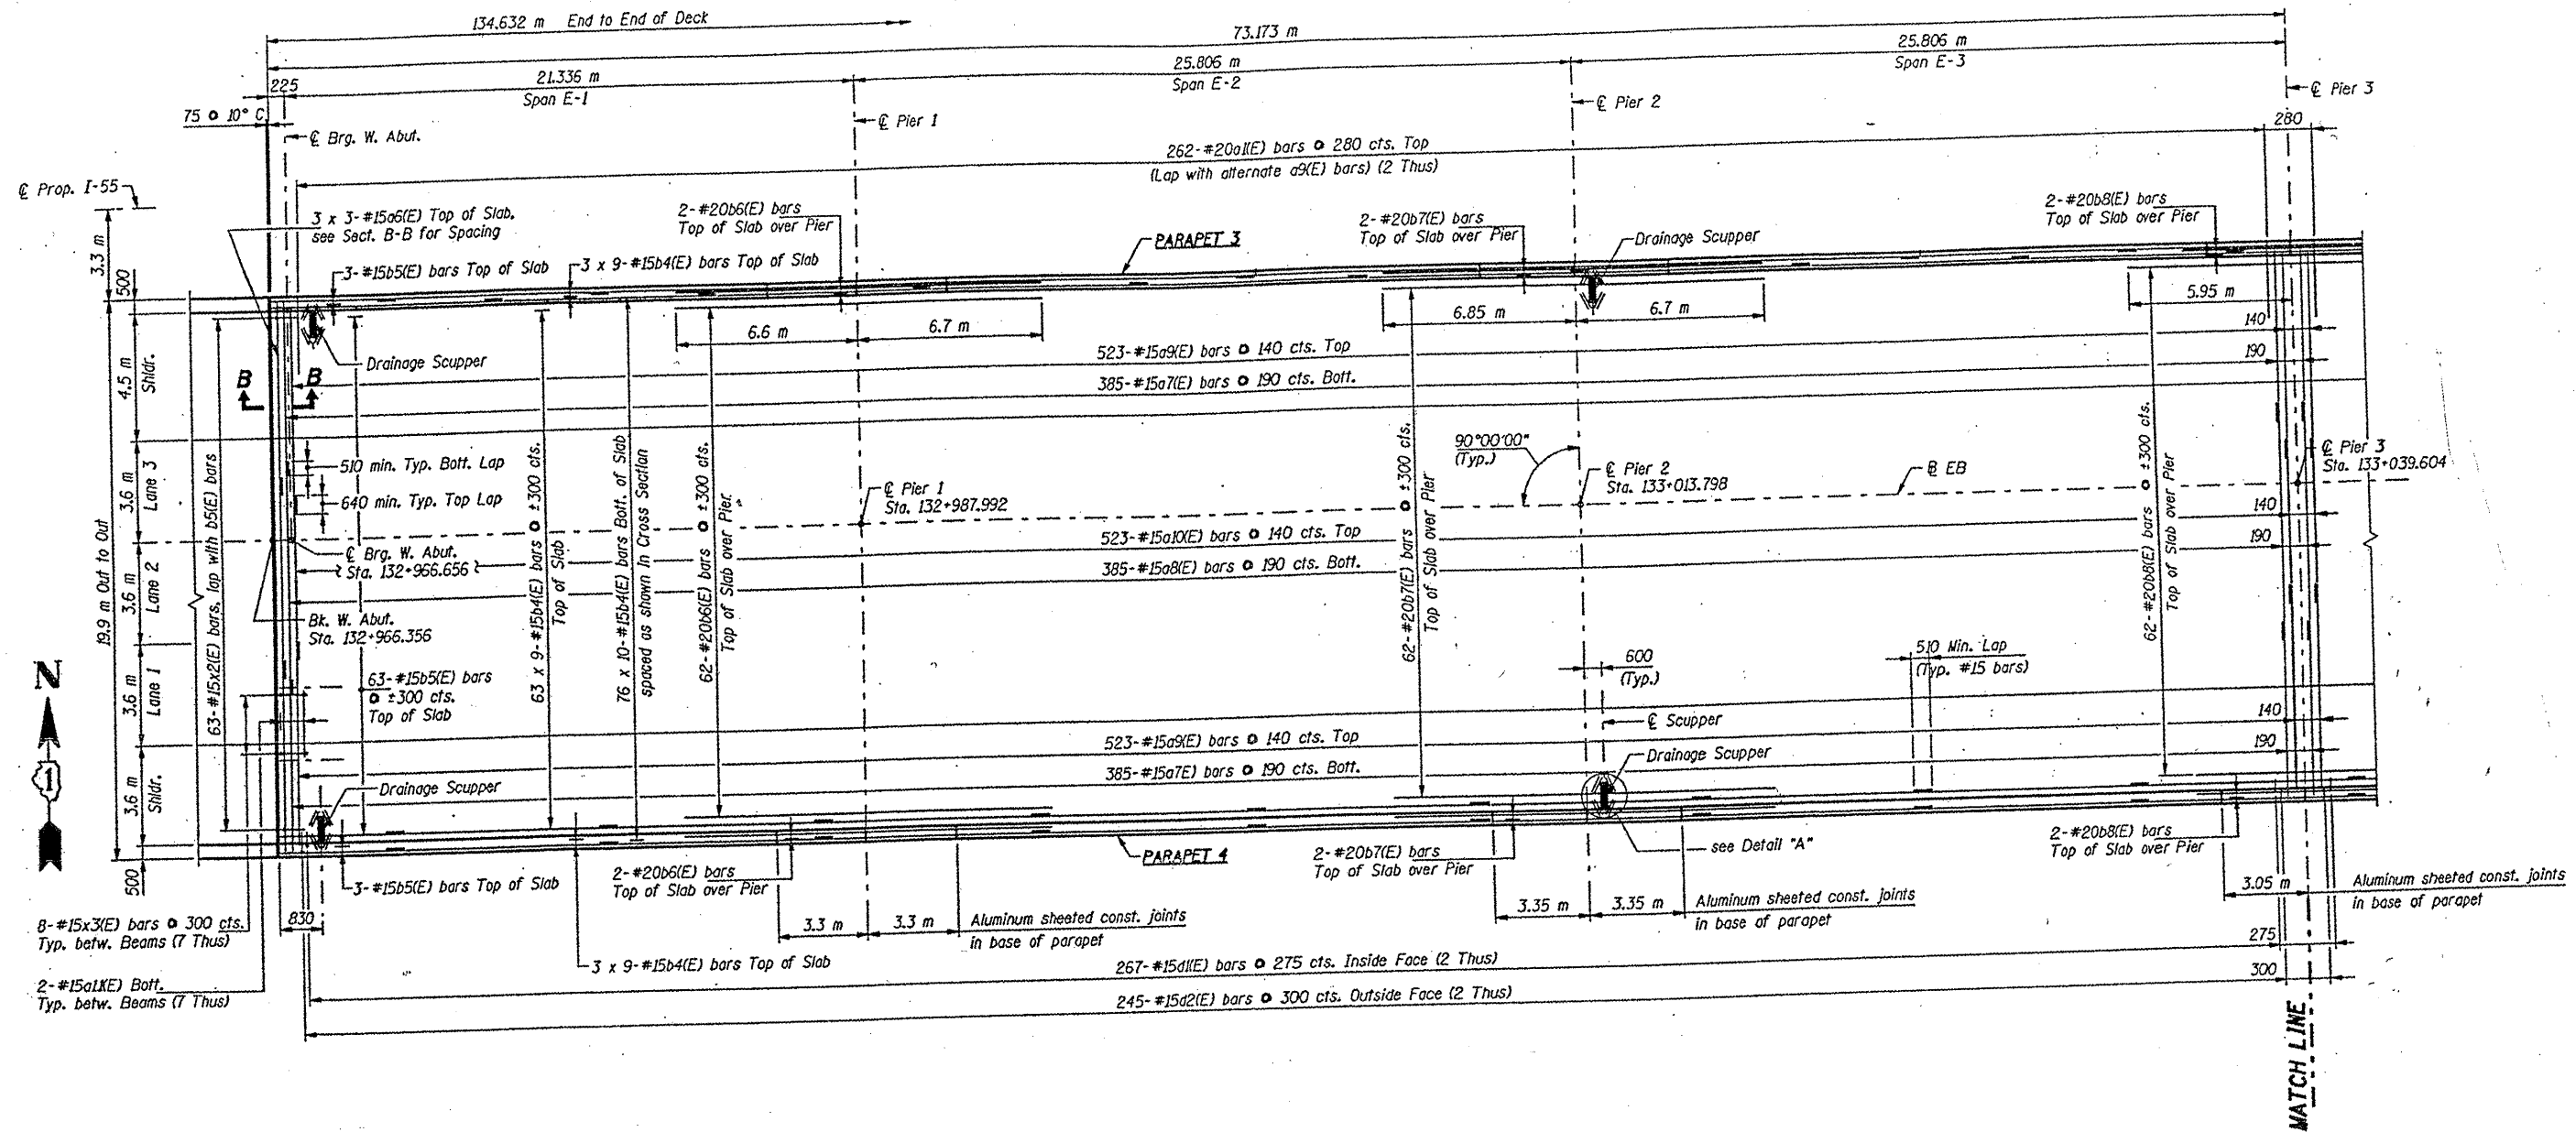 134.632 m End to End of Deck
73.173 m
25.806 m
Span E-3
25.806 m
Span E-2
21.336 m
Span E-1
225
75 @ 10° C
℄ Brg. W. Abut.
℄ Pier 1
℄ Pier 2
℄ Pier 3
280
262-#20a1(E) bars @ 280 cts. Top
(Lap with alternate a9(E) bars) (2 Thus)
℄ Prop. I-55
3.3 m
500
3 x 3-#15a6(E) Top of Slab,
see Sect. B-B for Spacing
2-#20b6(E) bars
Top of Slab over Pier
2-#20b7(E) bars
Top of Slab over Pier
2-#20b8(E) bars
Top of Slab over Pier
PARAPET 3
Drainage Scupper
3-#15b5(E) bars Top of Slab
3 x 9-#15b4(E) bars Top of Slab
6.6 m
6.7 m
6.85 m
6.7 m
5.95 m
140
190
Drainage Scupper
523-#15a9(E) bars @ 140 cts. Top
385-#15a7(E) bars @ 190 cts. Bott.
B
B
4.5 m
Shldr.
3.6 m
Lane 3
3.6 m
Lane 2
3.6 m
Lane 1
3.6 m
Shldr.
500
19.9 m Out to Out
63-#15x2(E) bars, lap with b5(E) bars
510 min. Typ. Bott. Lap
640 min. Typ. Top Lap
℄ Brg. W. Abut.
Sta. 132+966.656
Bk. W. Abut.
Sta. 132+966.356
63-#15b5(E) bars
@ ±300 cts.
Top of Slab
63 x 9-#15b4(E) bars @ ±300 cts.
Top of Slab
76 x 10-#15b4(E) bars Bott. of Slab
spaced as shown in Cross Section
62-#20b6(E) bars @ ±300 cts.
Top of Slab over Pier.
℄ Pier 1
Sta. 132+987.992
62-#20b7(E) bars @ ±300 cts.
Top of Slab over Pier
90°00'00"
(Typ.)
℄ Pier 2
Sta. 133+013.798
℄ EB
62-#20b8(E) bars @ ±300 cts.
Top of Slab over Pier
℄ Pier 3
Sta. 133+039.604
523-#15a10(E) bars @ 140 cts. Top
385-#15a8(E) bars @ 190 cts. Bott.
140
190
600
(Typ.)
510 Min. Lap
(Typ. #15 bars)
℄ Scupper
Drainage Scupper
523-#15a9(E) bars @ 140 cts. Top
385-#15a7E) bars @ 190 cts. Bott.
140
190
N
1
Drainage Scupper
PARAPET 4
see Detail "A"
3-#15b5(E) bars Top of Slab
2-#20b6(E) bars
Top of Slab over Pier
2-#20b7(E) bars
Top of Slab over Pier
2-#20b8(E) bars
Top of Slab over Pier
830
3.3 m
3.3 m
Aluminum sheeted const. joints
in base of parapet
3.35 m
3.35 m
Aluminum sheeted const. joints
in base of parapet
3.05 m
Aluminum sheeted const. joints
in base of parapet
8-#15x3(E) bars @ 300 cts.
Typ. betw. Beams (7 Thus)
2-#15a11(E) Bott.
Typ. betw. Beams (7 Thus)
3 x 9-#15b4(E) bars Top of Slab
267-#15d1(E) bars @ 275 cts. Inside Face (2 Thus)
245-#15d2(E) bars @ 300 cts. Outside Face (2 Thus)
275
300
MATCH LINE